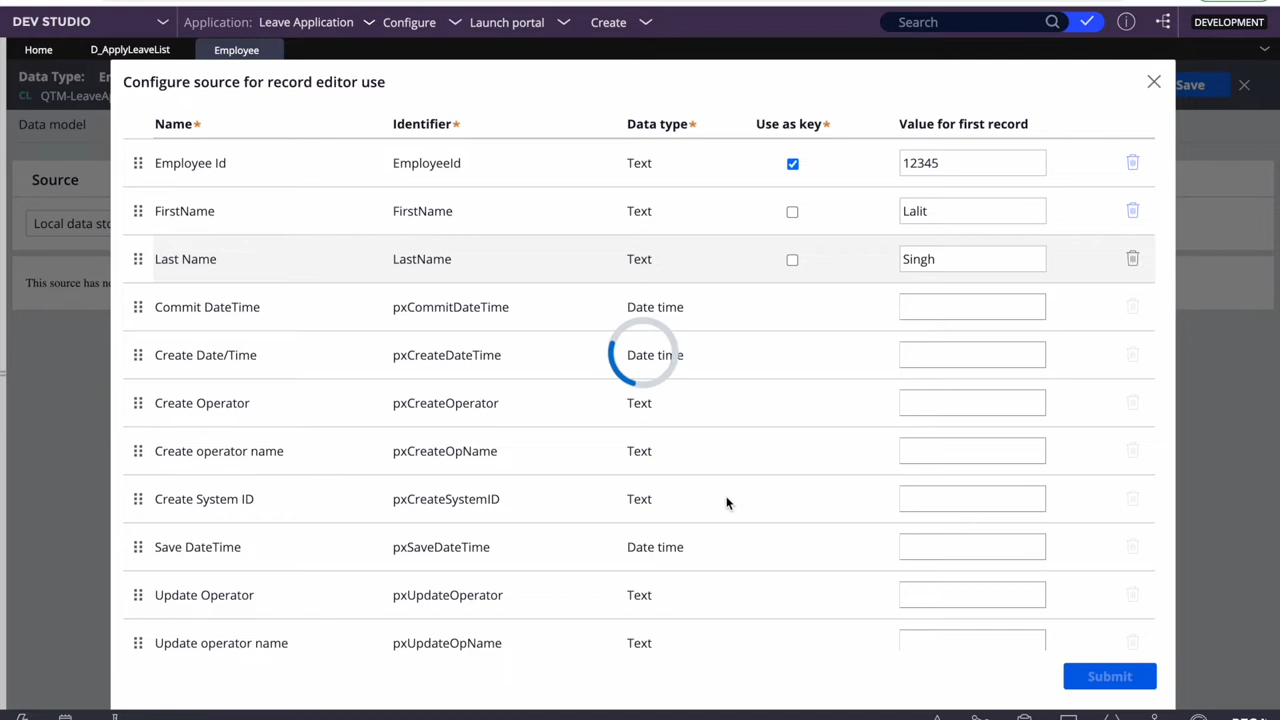 DEV STUDIO Application: Leave Application Configure Launch portal Create Search DEVELOPMENT
Home D_ApplyLeaveList Employee
Data Type:
CL QTM-LeaveAp Save
Data model
Source
Local data sto
This source has no
Configure source for record editor use
Name* Identifier* Data type* Use as key* Value for first record
Employee Id EmployeeId Text 12345
FirstName FirstName Text Lalit
Last Name LastName Text Singh
Commit DateTime pxCommitDateTime Date time
Create Date/Time pxCreateDateTime Date time
Create Operator pxCreateOperator Text
Create operator name pxCreateOpName Text
Create System ID pxCreateSystemID Text
Save DateTime pxSaveDateTime Date time
Update Operator pxUpdateOperator Text
Update operator name pxUpdateOpName Text
Submit